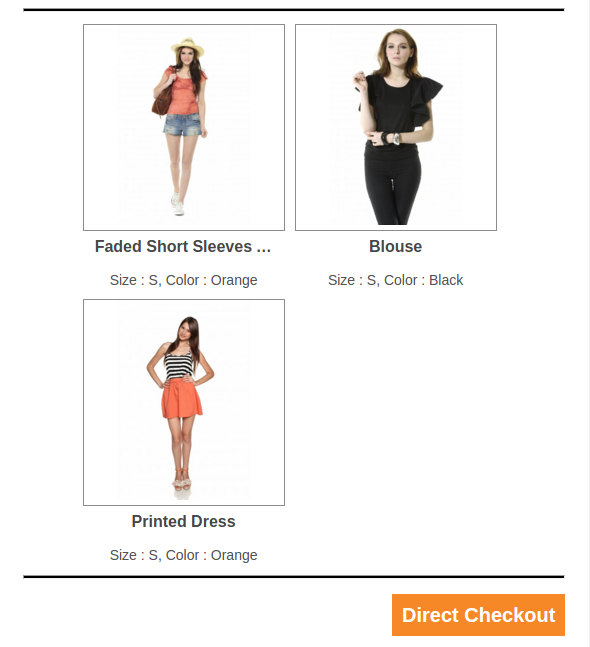 Faded Short Sleeves ...
Blouse
Size : S, Color : Orange
Size : S, Color : Black
Printed Dress
Size : S, Color : Orange
Direct Checkout